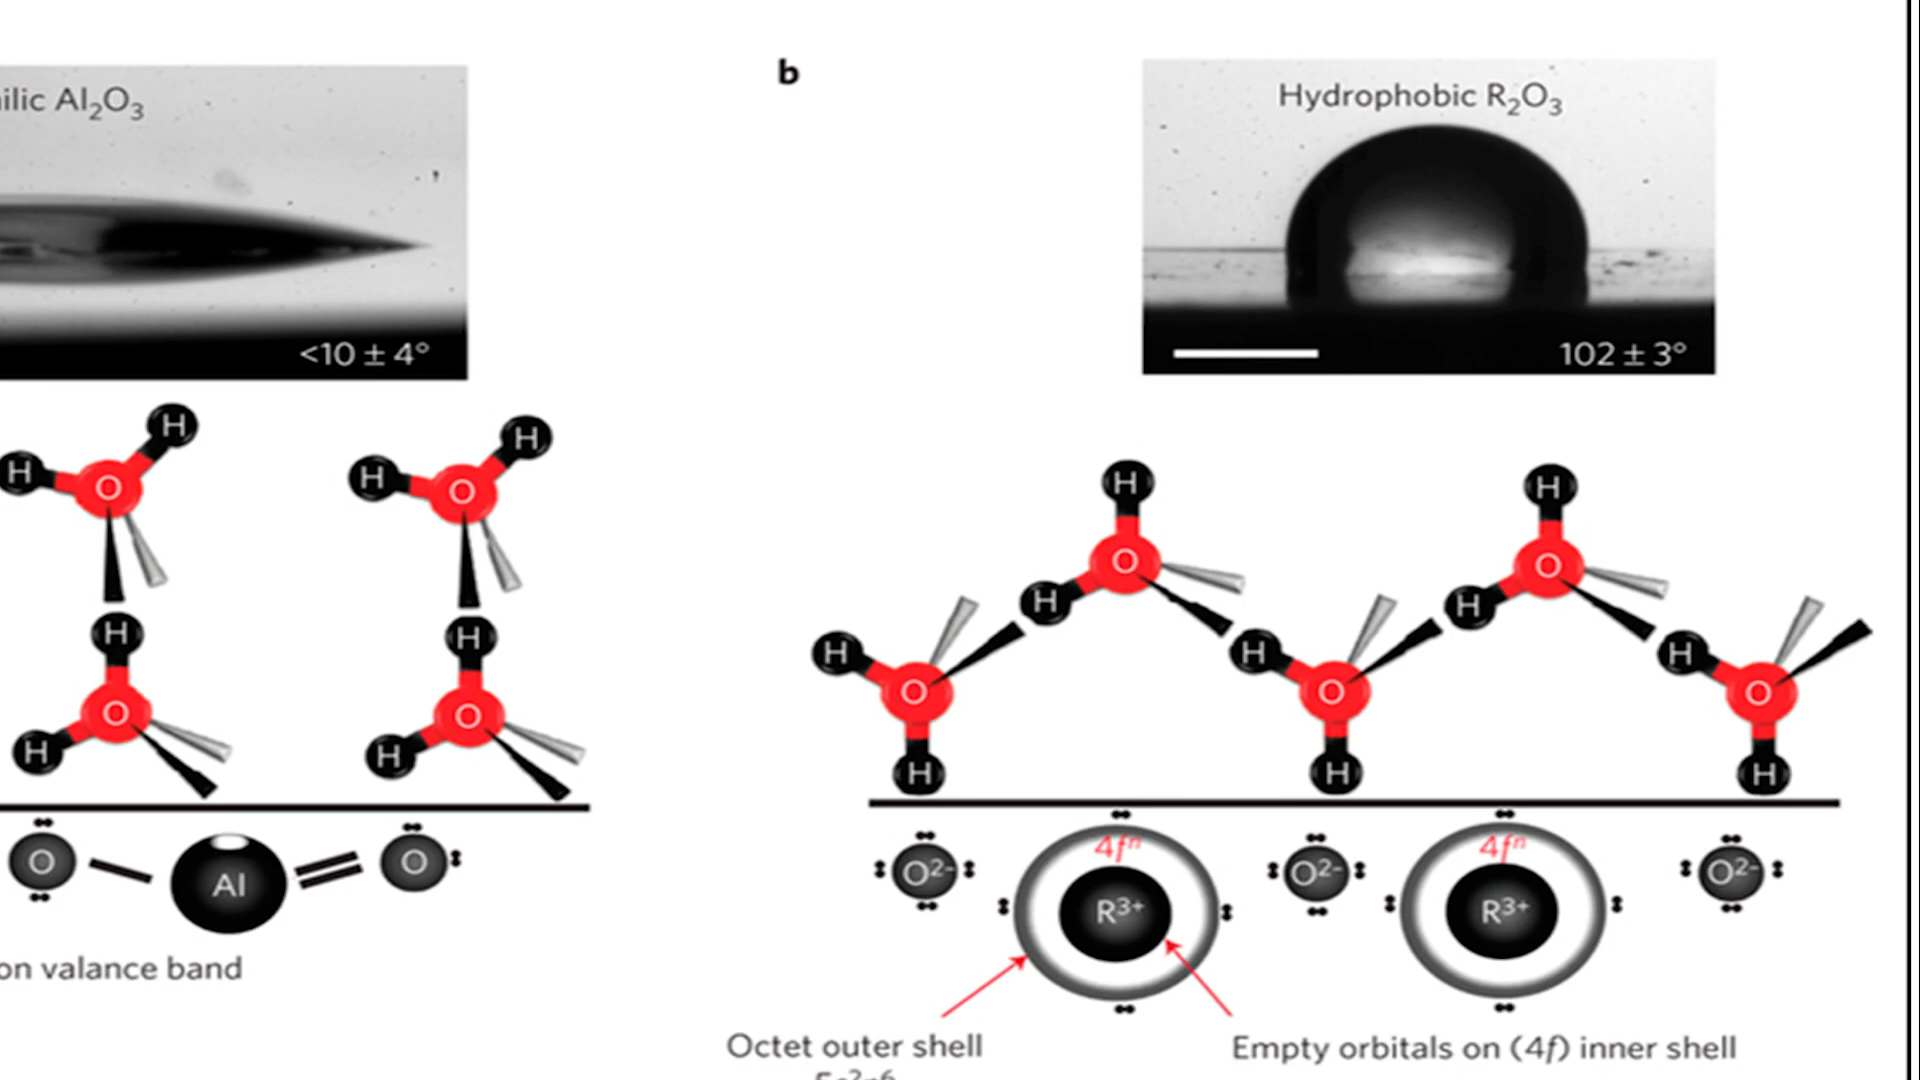 ilic Al₂O₃
<10 ± 4°
H
H
O
H
H
O
H
O
H
H
O
H
O
Al
O
on valance band
b
Hydrophobic R₂O₃
102 ± 3°
H
H
O
O
H
H
H
H
H
O
O
O
H
H
H
4fⁿ
4fⁿ
O²⁻
R³⁺
O²⁻
R³⁺
O²⁻
Octet outer shell
Empty orbitals on (4f) inner shell